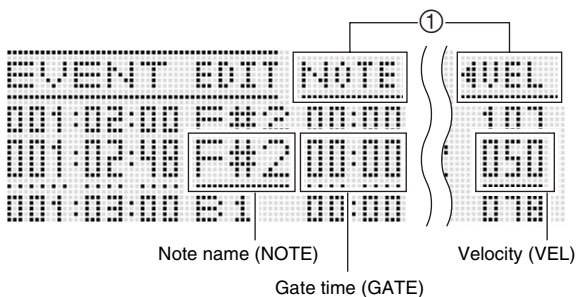 ①
EVENT EDIT NOTE ◀VEL
001:02:00 F#2 00:00 107
001:02:48 F#2 00:00 050
001:03:00 B1 00:00 078
Note name (NOTE)
Velocity (VEL)
Gate time (GATE)